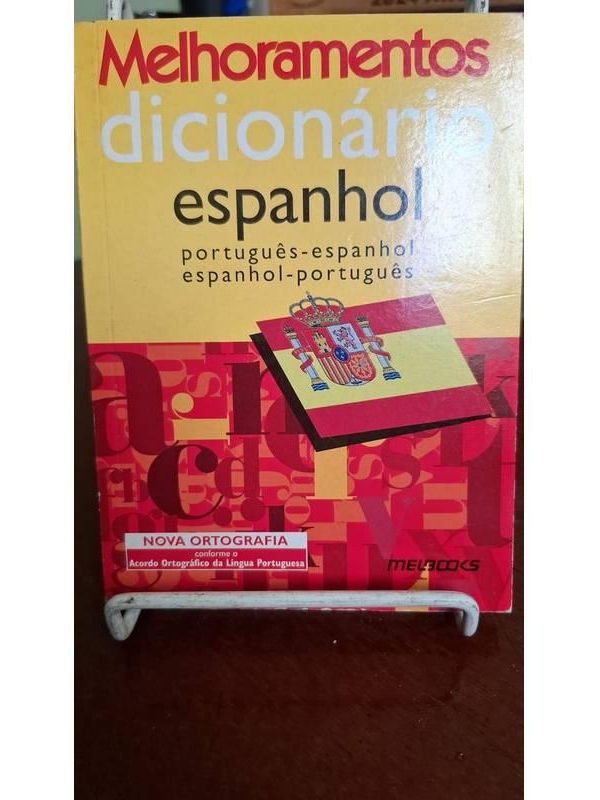 Melhoramentos
dicionário
espanhol
português-espanhol
espanhol-português
NOVA ORTOGRAFIA
conforme o
Acordo Ortográfico da Língua Portuguesa
MELBOOKS